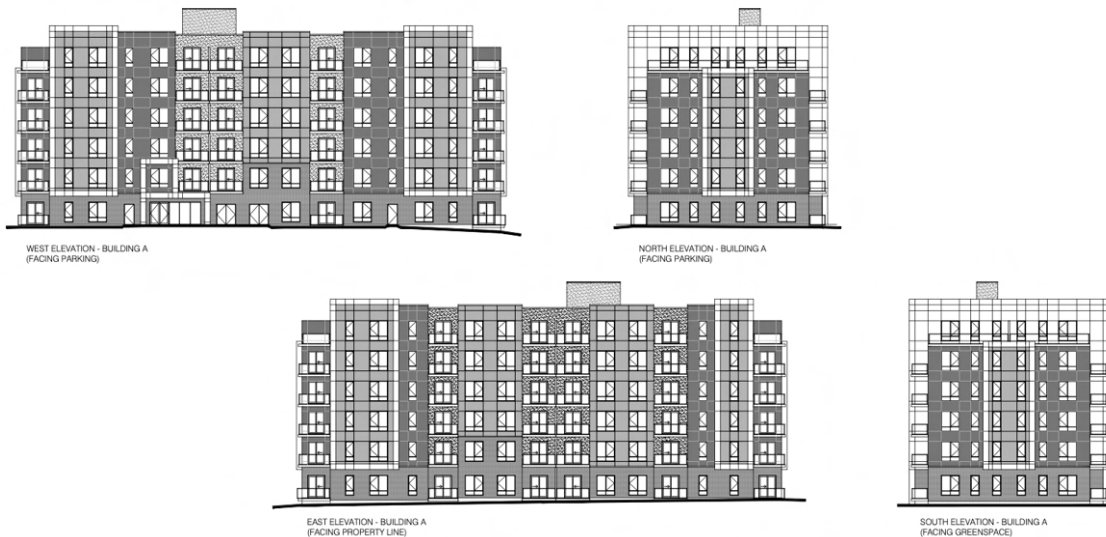 WEST ELEVATION - BUILDING A
(FACING PARKING)
NORTH ELEVATION - BUILDING A
(FACING PARKING)
EAST ELEVATION - BUILDING A
(FACING PROPERTY LINE)
SOUTH ELEVATION - BUILDING A
(FACING GREENSPACE)